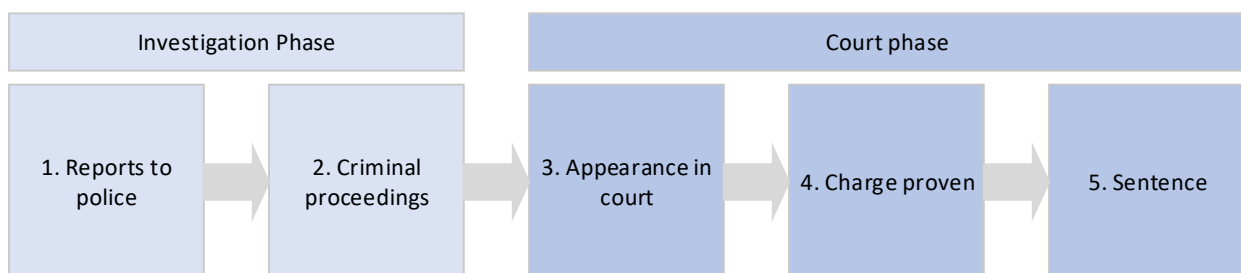 Investigation Phase
Court phase
1. Reports to
police
2. Criminal
proceedings
3. Appearance in
court
4. Charge proven
5. Sentence